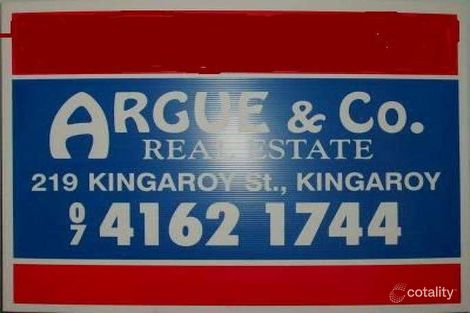 ARGUE & Co.
REAL ESTATE
219 KINGAROY St., KINGAROY
07 4162 1744
cotality